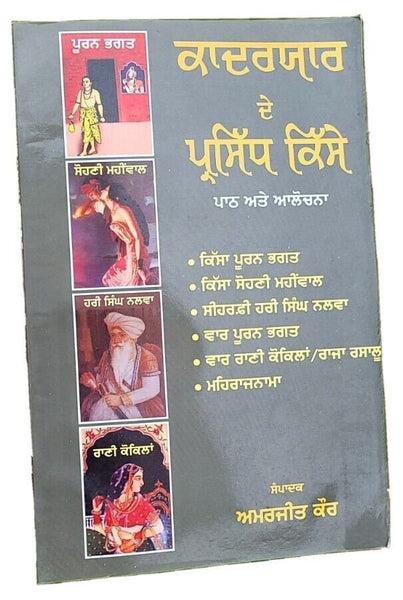 ਪੂਰਨ ਭਗਤ
ਸੋਹਣੀ ਮਹੀਂਵਾਲ
ਹਰੀ ਸਿੰਘ ਨਲਵਾ
ਰਾਣੀ ਕੋਕਿਲਾਂ
ਕਾਦਰਯਾਰ
ਦੇ
ਪ੍ਰਸਿੱਧ ਕਿੱਸੇ
ਪਾਠ ਅਤੇ ਆਲੋਚਨਾ
• ਕਿੱਸਾ ਪੂਰਨ ਭਗਤ
• ਕਿੱਸਾ ਸੋਹਣੀ ਮਹੀਂਵਾਲ
• ਸੀਹਰਫ਼ੀ ਹਰੀ ਸਿੰਘ ਨਲਵਾ
• ਵਾਰ ਪੂਰਨ ਭਗਤ
• ਵਾਰ ਰਾਣੀ ਕੋਕਿਲਾਂ/ਰਾਜਾ ਰਸਾਲੂ
• ਮਹਿਰਾਜਨਾਮਾ
ਸੰਪਾਦਕ
ਅਮਰਜੀਤ ਕੌਰ